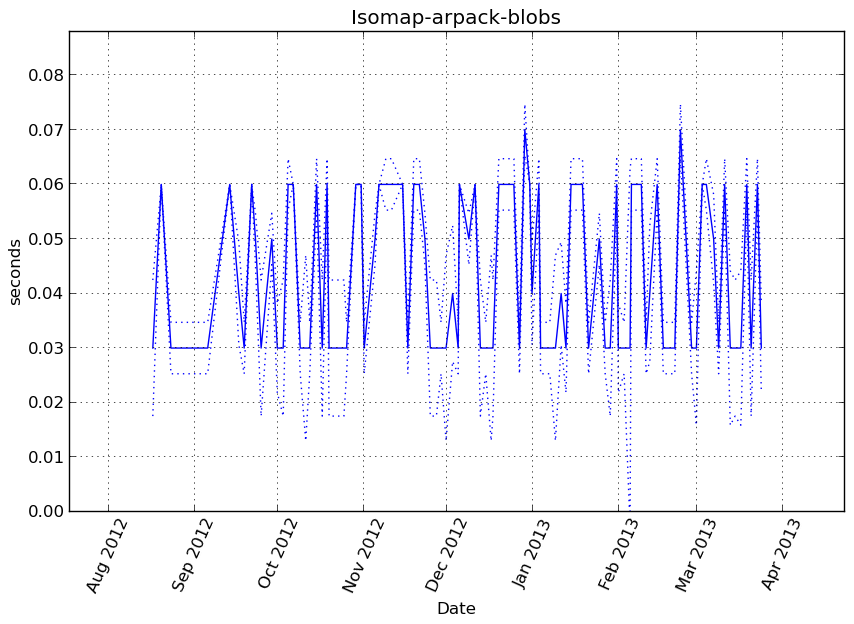 Isomap-arpack-blobs
0.08
0.07
0.06
0.05
0.04
0.03
0.02
0.01
0.00
seconds
Aug 2012
Sep 2012
Oct 2012
Nov 2012
Dec 2012
Jan 2013
Feb 2013
Mar 2013
Apr 2013
Date